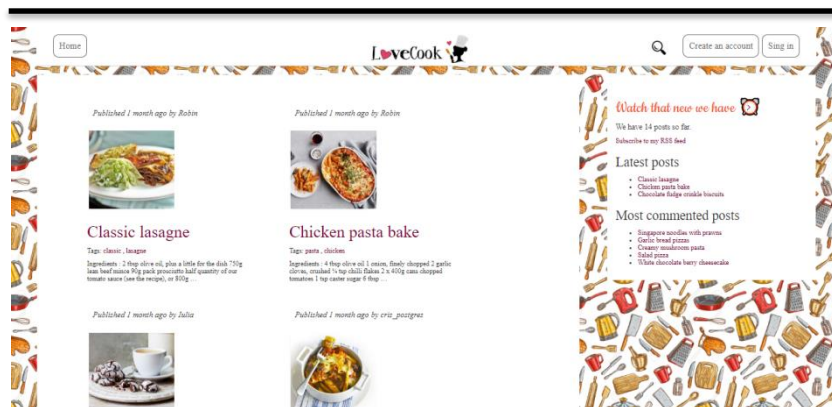 Home
LoveCook
Create an account
Sing in
Published 1 month ago by Robin
Published 1 month ago by Robin
Classic lasagne
Chicken pasta bake
Tags: classic , lasagne
Tags: pasta , chicken
Ingredients : 2 tbsp olive oil, plus a little for the dish 750g
lean beef mince 90g pack prosciutto half quantity of our
tomato sauce (see the recipe), or 800g ...
Ingredients : 4 tbsp olive oil 1 onion, finely chopped 2 garlic
cloves, crushed ¼ tsp chilli flakes 2 x 400g cans chopped
tomatoes 1 tsp caster sugar 6 tbsp ...
Published 1 month ago by Julia
Published 1 month ago by cris_postgres
Watch that new we have
We have 14 posts so far.
Subscribe to my RSS feed
Latest posts
Classic lasagne
Chicken pasta bake
Chocolate fudge crinkle biscuits
Most commented posts
Singapore noodles with prawns
Garlic bread pizzas
Creamy mushroom pasta
Salad pizza
White chocolate berry cheesecake